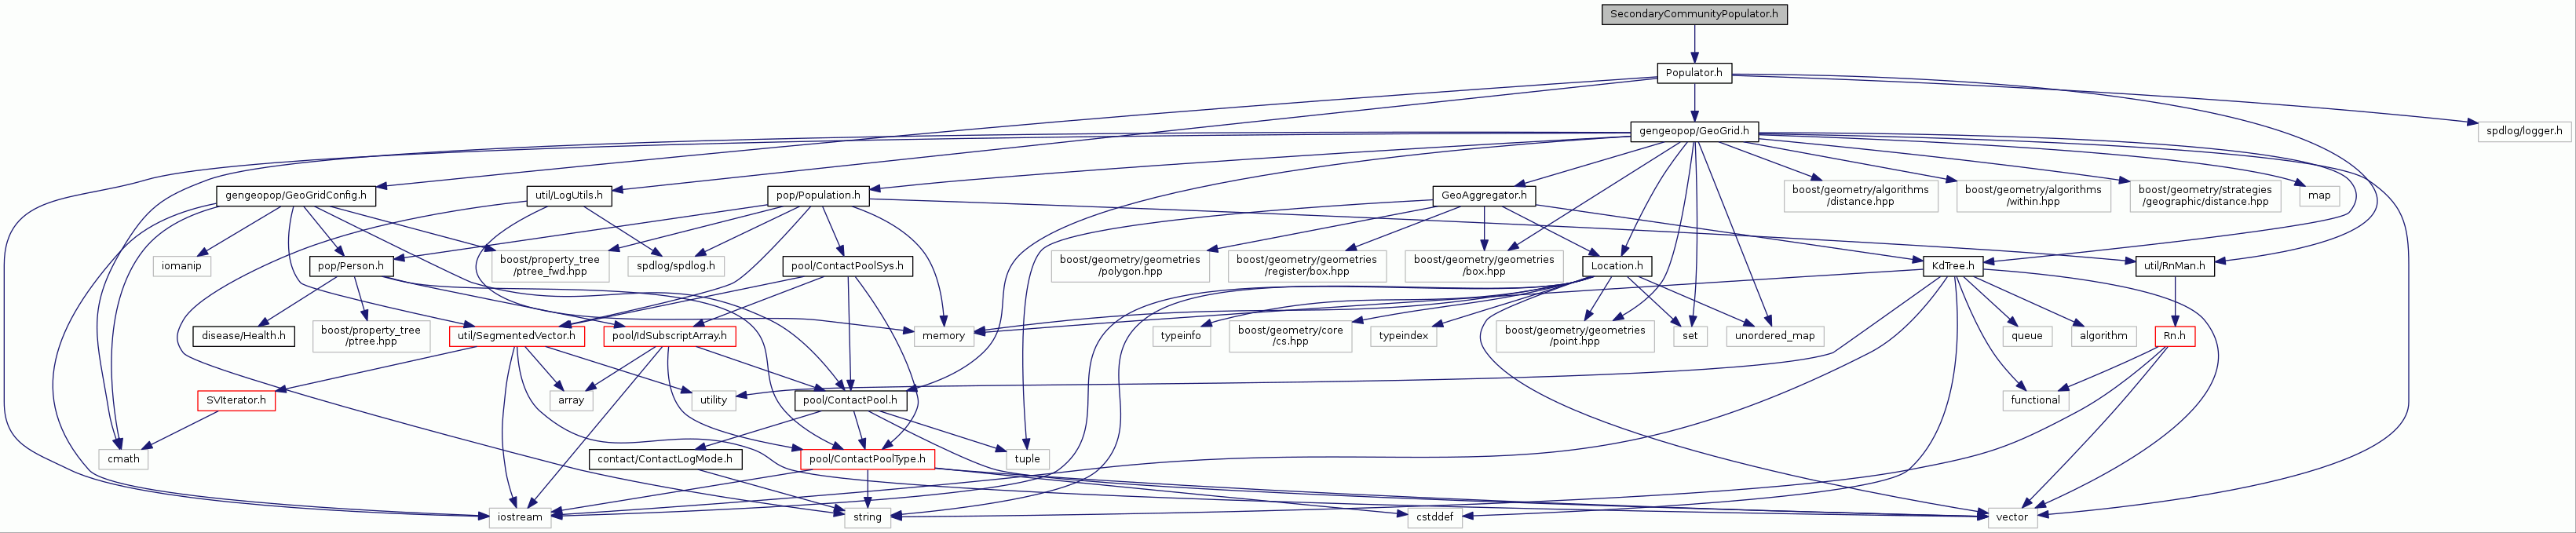 SecondaryCommunityPopulator.h
Populator.h
gengeopop/GeoGrid.h
spdlog/logger.h
gengeopop/GeoGridConfig.h
util/LogUtils.h
pop/Population.h
GeoAggregator.h
boost/geometry/algorithms
/distance.hpp
boost/geometry/algorithms
/within.hpp
boost/geometry/strategies
/geographic/distance.hpp
map
iomanip
pop/Person.h
boost/property_tree
/ptree_fwd.hpp
spdlog/spdlog.h
pool/ContactPoolSys.h
boost/geometry/geometries
/polygon.hpp
boost/geometry/geometries
/register/box.hpp
boost/geometry/geometries
/box.hpp
Location.h
KdTree.h
util/RnMan.h
disease/Health.h
boost/property_tree
/ptree.hpp
util/SegmentedVector.h
pool/IdSubscriptArray.h
memory
typeinfo
boost/geometry/core
/cs.hpp
typeindex
boost/geometry/geometries
/point.hpp
set
unordered_map
queue
algorithm
Rn.h
SVIterator.h
array
utility
pool/ContactPool.h
functional
cmath
contact/ContactLogMode.h
pool/ContactPoolType.h
tuple
iostream
string
cstddef
vector